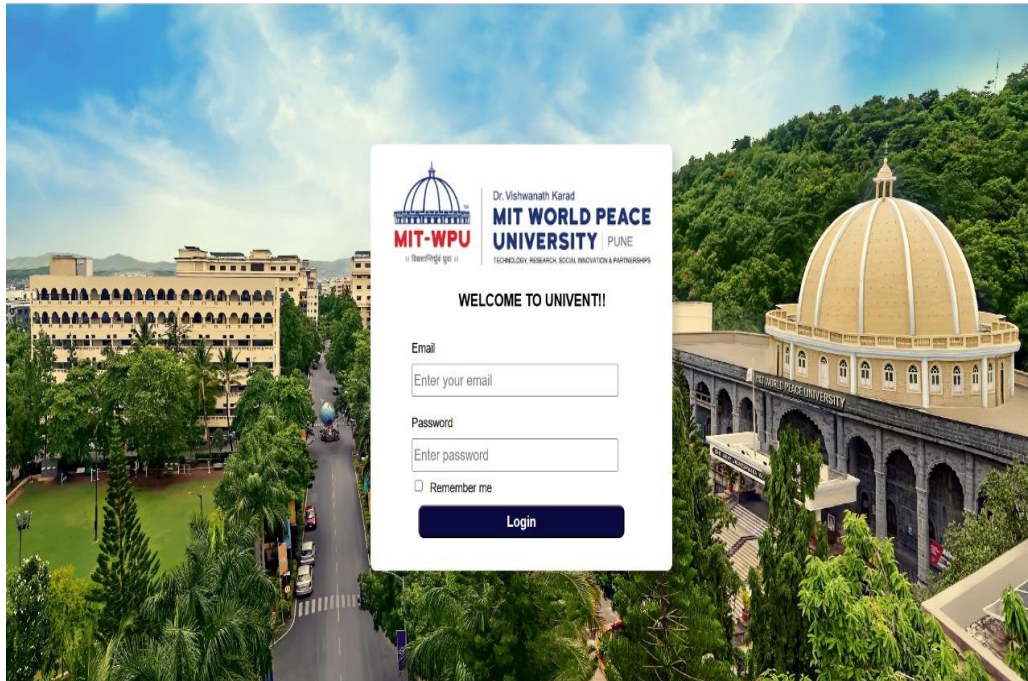 Dr. Vishwanath Karad
MIT WORLD PEACE
UNIVERSITY | PUNE
TECHNOLOGY, RESEARCH, SOCIAL INNOVATION & PARTNERSHIPS
MIT-WPU
WELCOME TO UNIVENT!!
Email
Enter your email
Password
Enter password
Remember me
Login
MIT WORLD PEACE UNIVERSITY